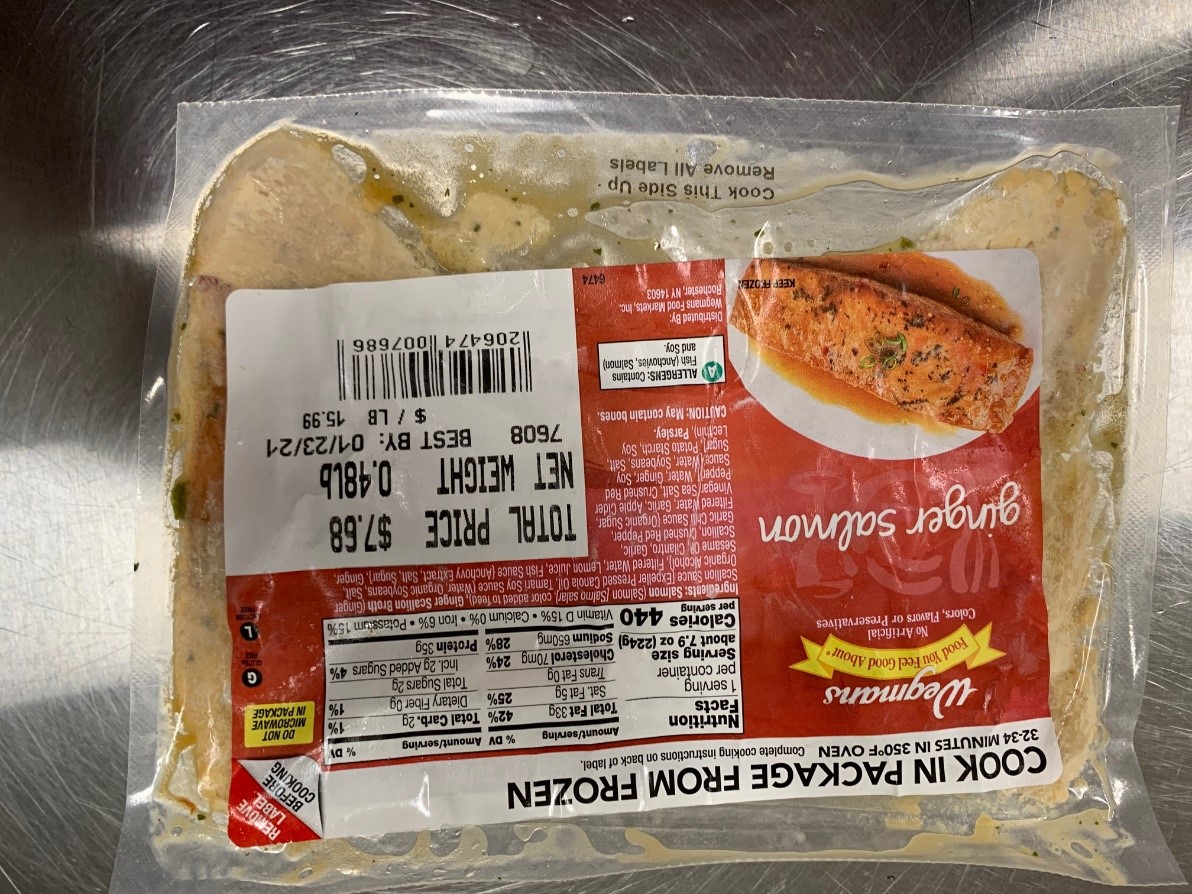 COOK IN PACKAGE FROM FROZEN
32-34 MINUTES IN 350°F OVEN Complete cooking instructions on back of label.
REMOVE
LABEL
BEFORE
COOKING
Wegmans
Food You Feel Good About®
No Artificial
Colors, Flavors or Preservatives
ginger salmon
KEEP FROZEN
Nutrition
Facts
1 serving
per container
Serving size
about 7.9 oz (224g)
Calories 440
per serving
Amount/serving % DV
Total Fat 33g 42%
Sat. Fat 5g 25%
Trans Fat 0g
Cholesterol 70mg 24%
Sodium 650mg 28%
Amount/serving % DV
Total Carb. 2g 1%
Dietary Fiber 0g 1%
Total Sugars 2g
Incl. 2g Added Sugars 4%
Protein 35g
Vitamin D 15% • Calcium 0% • Iron 6% • Potassium 15%
DO NOT
MICROWAVE
IN PACKAGE
G
GLUTEN
FREE
L
LACTOSE
FREE
Ingredients: Salmon (Salmon [Salmo salar], color added to feed), Ginger Scallion Broth (Ginger
Scallion Sauce (Expeller Pressed Canola Oil, Tamari Soy Sauce [Water, Organic Soybeans, Salt,
Organic Alcohol], Filtered Water, Lemon Juice, Fish Sauce {Anchovy Extract, Salt, Sugar}, Ginger,
Sesame Oil, Cilantro, Garlic,
Scallion, Crushed Red Pepper,
Garlic Chili Sauce {Organic Sugar,
Filtered Water, Garlic, Apple Cider
Vinegar, Sea Salt, Crushed Red
Pepper}, Water, Ginger, Soy
Sauce {Water, Soybeans, Salt,
Sugar}, Potato Starch, Soy
Lecithin), Parsley.
CAUTION: May contain bones.
A ALLERGENS: Contains
Fish (Anchovies, Salmon)
and Soy.
Distributed By:
Wegmans Food Markets, Inc.
Rochester, NY 14603
6474
TOTAL PRICE $7.68
NET WEIGHT 0.48lb
7608 BEST BY: 01/23/21
$ / LB 15.99
206474 007686
Cook This Side Up
Remove All Labels